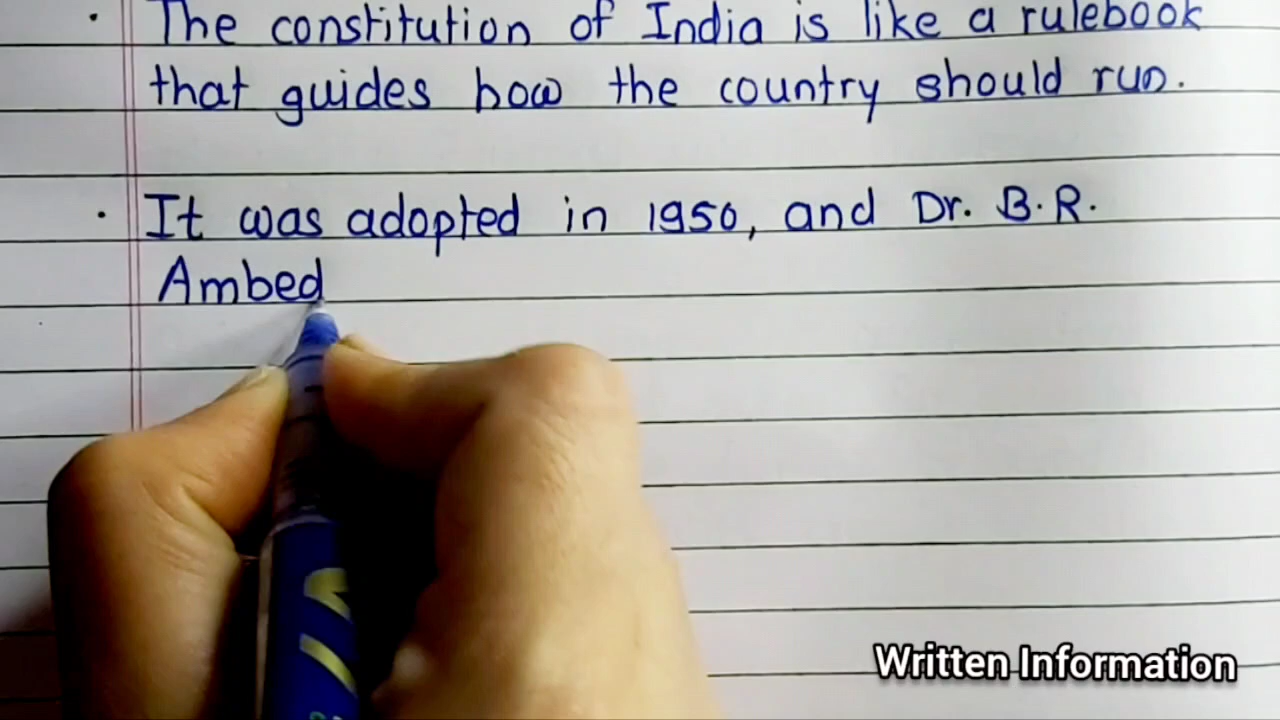 · The constitution of India is like a rulebook
that guides how the country should run.
· It was adopted in 1950, and Dr. B.R.
Ambed
Written Information